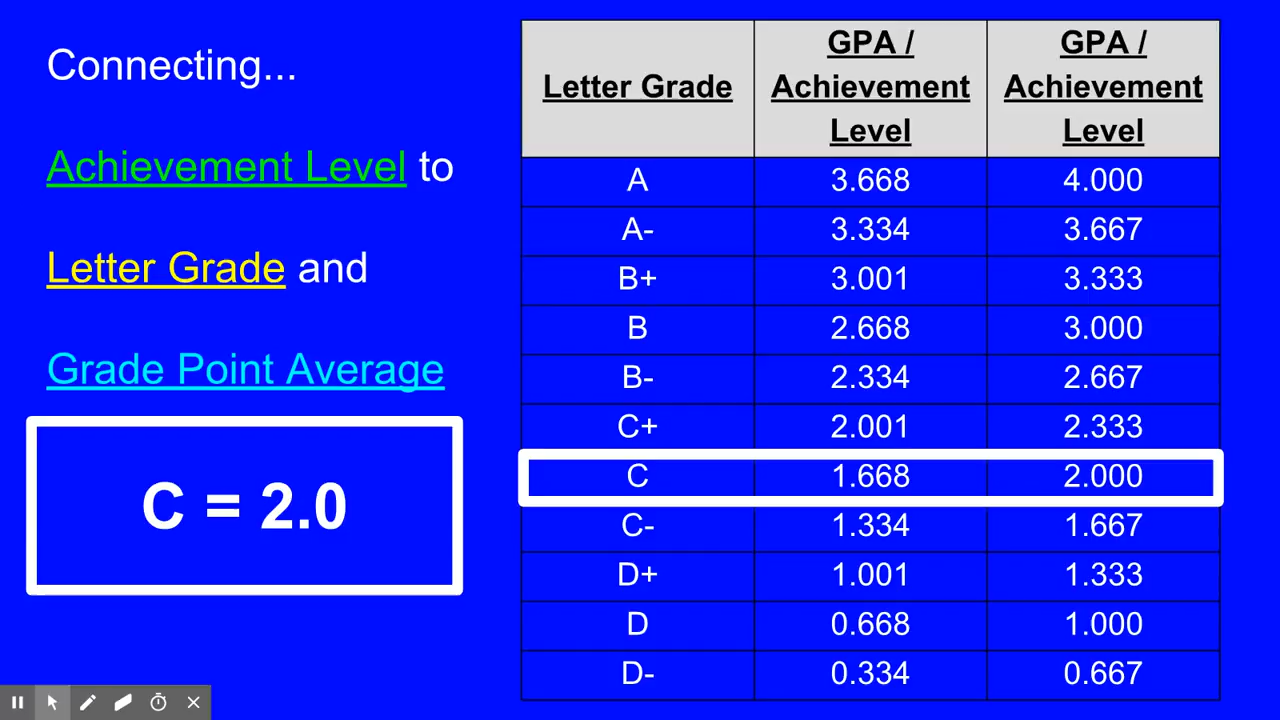 Connecting...
Achievement Level to
Letter Grade and
Grade Point Average
C = 2.0
Letter Grade GPA / Achievement Level GPA / Achievement Level
A 3.668 4.000
A- 3.334 3.667
B+ 3.001 3.333
B 2.668 3.000
B- 2.334 2.667
C+ 2.001 2.333
C 1.668 2.000
C- 1.334 1.667
D+ 1.001 1.333
D 0.668 1.000
D- 0.334 0.667